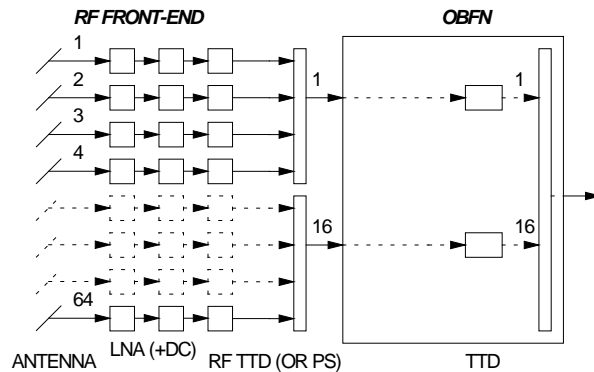 RF FRONT-END
OBFN
1
2
3
4
64
1
16
1
16
ANTENNA
LNA (+DC)
RF TTD (OR PS)
TTD